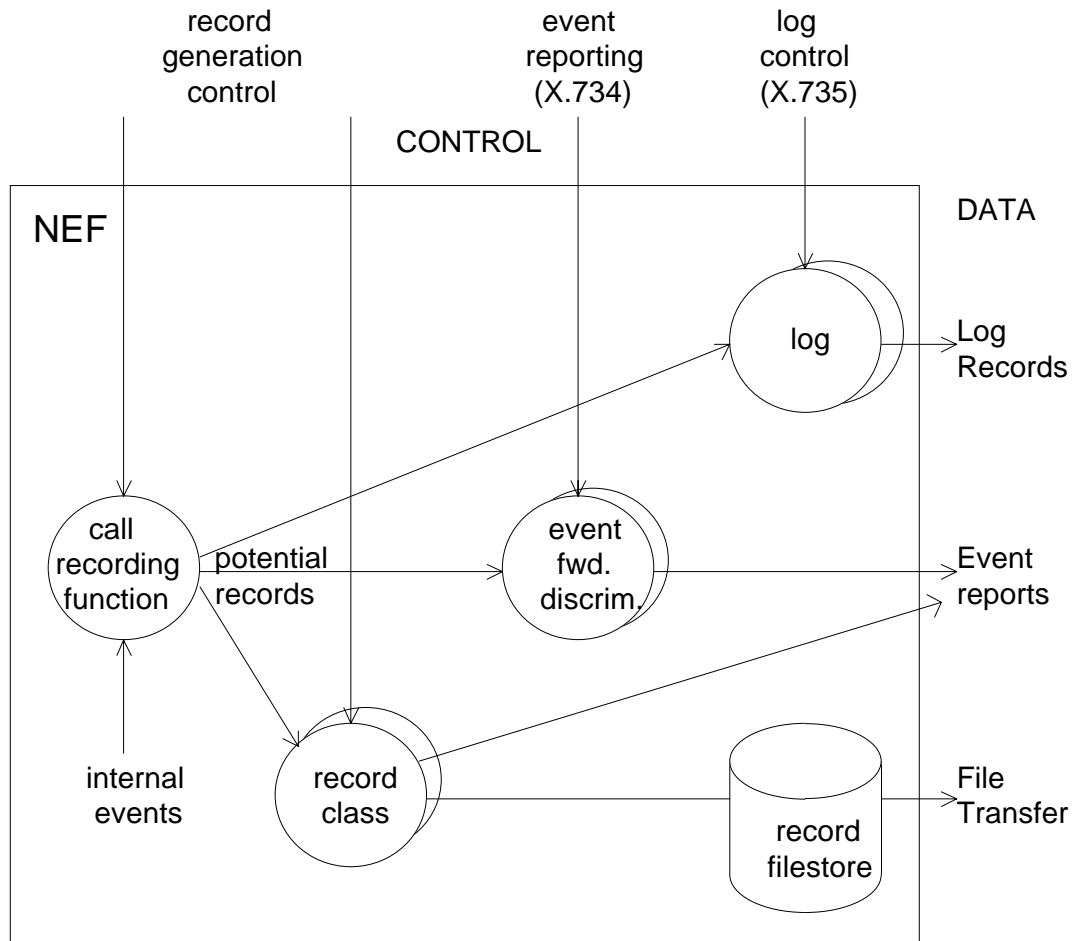 record
generation
control
event
reporting
(X.734)
log
control
(X.735)
CONTROL
NEF
DATA
log
Log
Records
call
recording
function
potential
records
event
fwd.
discrim.
Event
reports
internal
events
record
class
record
filestore
File
Transfer